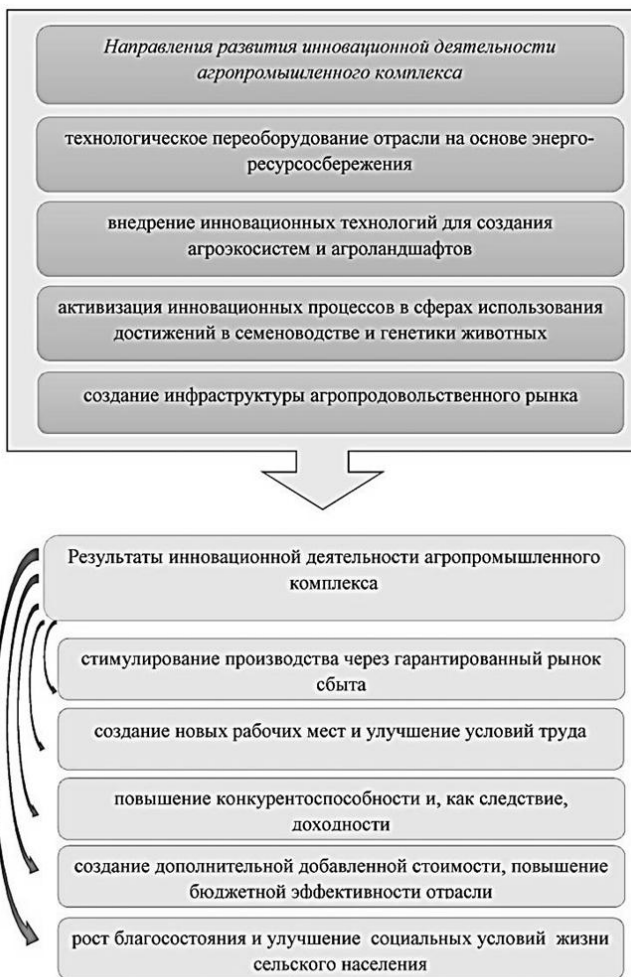 Направления развития инновационной деятельности
агропромышленного комплекса
технологическое переоборудование отрасли на основе энерго-
ресурсосбережения
внедрение инновационных технологий для создания
агроэкосистем и агроландшафтов
активизация инновационных процессов в сферах использования
достижений в семеноводстве и генетики животных
создание инфраструктуры агропродовольственного рынка
Результаты инновационной деятельности агропромышленного
комплекса
стимулирование производства через гарантированный рынок
сбыта
создание новых рабочих мест и улучшение условий труда
повышение конкурентоспособности и, как следствие,
доходности
создание дополнительной добавленной стоимости, повышение
бюджетной эффективности отрасли
рост благосостояния и улучшение социальных условий жизни
сельского населения